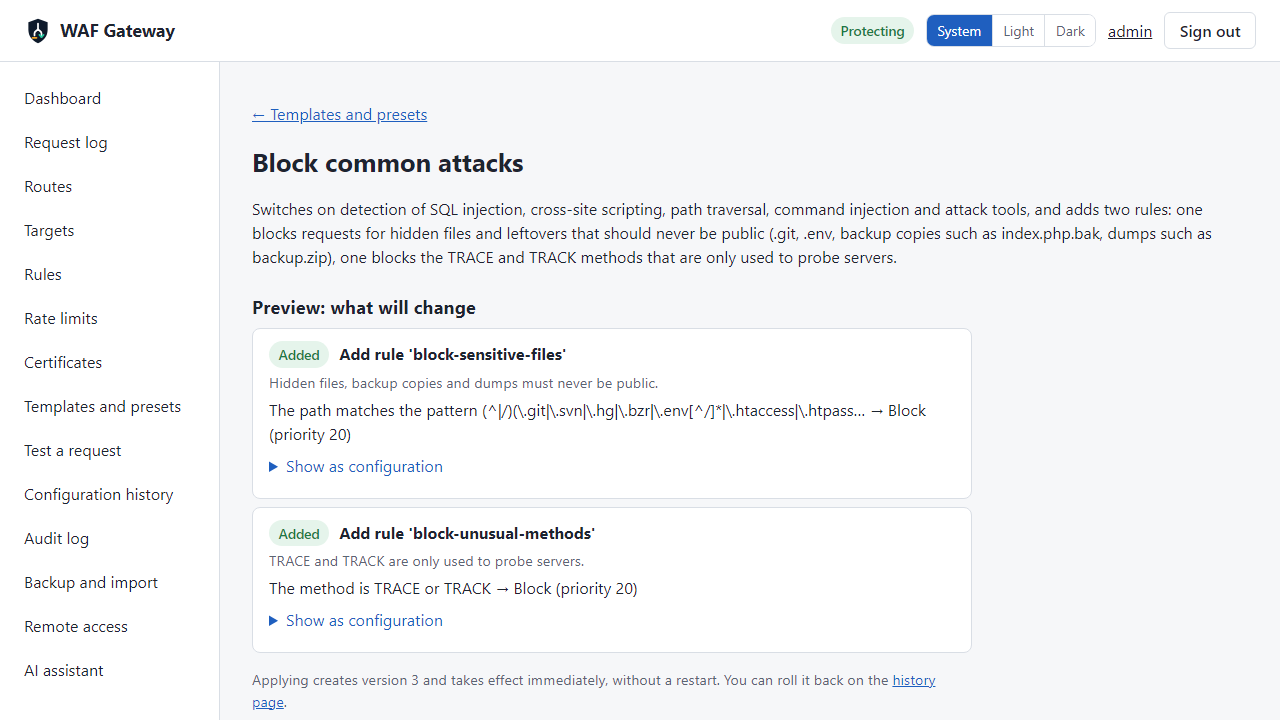 WAF Gateway
Protecting
System
Light
Dark
admin
Sign out
Dashboard
Request log
Routes
Targets
Rules
Rate limits
Certificates
Templates and presets
Test a request
Configuration history
Audit log
Backup and import
Remote access
AI assistant
← Templates and presets
Block common attacks
Switches on detection of SQL injection, cross-site scripting, path traversal, command injection and attack tools, and adds two rules: one
blocks requests for hidden files and leftovers that should never be public (.git, .env, backup copies such as index.php.bak, dumps such as
backup.zip), one blocks the TRACE and TRACK methods that are only used to probe servers.
Preview: what will change
Added Add rule 'block-sensitive-files'
Hidden files, backup copies and dumps must never be public.
The path matches the pattern (^|/)(\.git|\.svn|\.hg|\.bzr|\.env[^/]*|\.htaccess|\.htpass… → Block
(priority 20)
Show as configuration
Added Add rule 'block-unusual-methods'
TRACE and TRACK are only used to probe servers.
The method is TRACE or TRACK → Block (priority 20)
Show as configuration
Applying creates version 3 and takes effect immediately, without a restart. You can roll it back on the history
page.